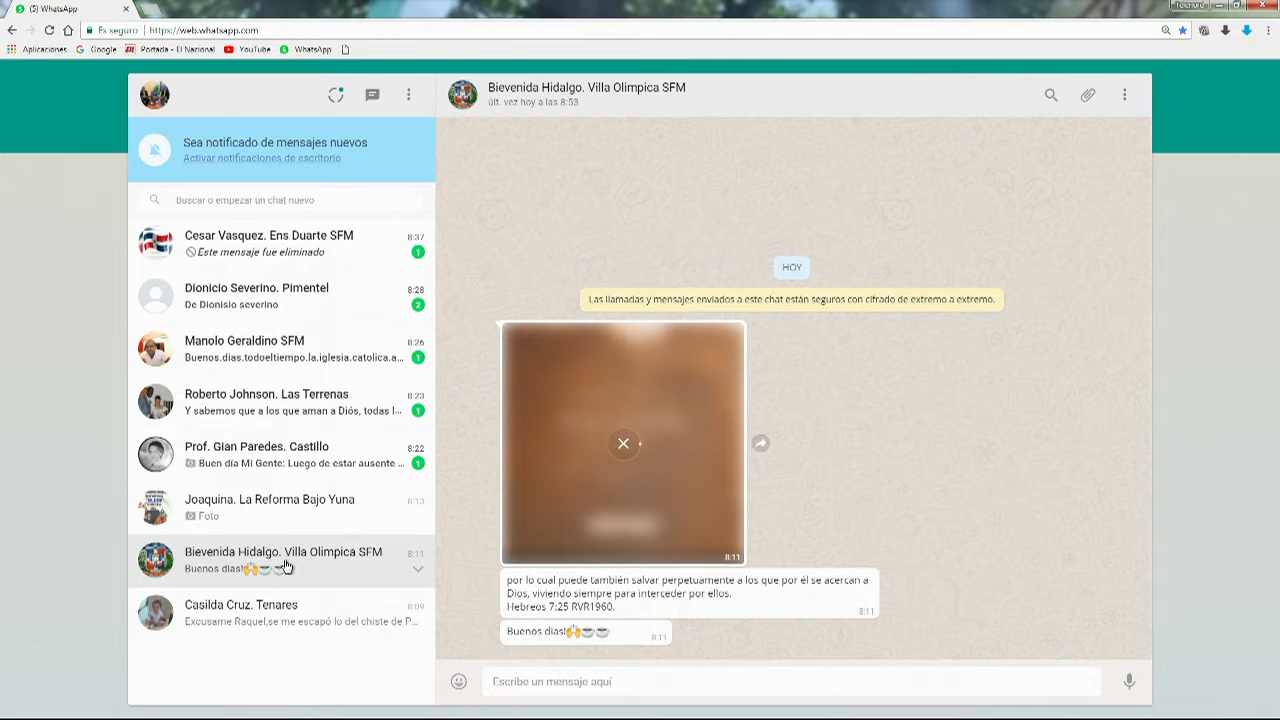 (5) WhatsApp
Telenord
Es seguro
https://web.whatsapp.com
Aplicaciones
Google
Portada - El Nacional
YouTube
WhatsApp
Bievenida Hidalgo. Villa Olimpica SFM
últ. vez hoy a las 8:53
Sea notificado de mensajes nuevos
Activar notificaciones de escritorio
Buscar o empezar un chat nuevo
Cesar Vasquez. Ens Duarte SFM
8:37
Este mensaje fue eliminado
1
Dionicio Severino. Pimentel
8:28
De Dionisio severino
2
Manolo Geraldino SFM
8:26
Buenos.dias.todoeltiempo.la.iglesia.catolica.a...
1
Roberto Johnson. Las Terrenas
8:23
Y sabemos que a los que aman a Diós, todas l...
1
Prof. Gian Paredes. Castillo
8:22
Buen día Mi Gente: Luego de estar ausente ...
1
Joaquina. La Reforma Bajo Yuna
8:13
Foto
Bievenida Hidalgo. Villa Olimpica SFM
8:11
Buenos dias!🙌☕☕
Casilda Cruz. Tenares
8:09
Excusame Raquel,se me escapó lo del chiste de P...
HOY
Las llamadas y mensajes enviados a este chat están seguros con cifrado de extremo a extremo.
8:11
por lo cual puede también salvar perpetuamente a los que por él se acercan a
Dios, viviendo siempre para interceder por ellos.
Hebreos 7:25 RVR1960.
8:11
Buenos dias!🙌☕☕
8:11
Escribe un mensaje aquí